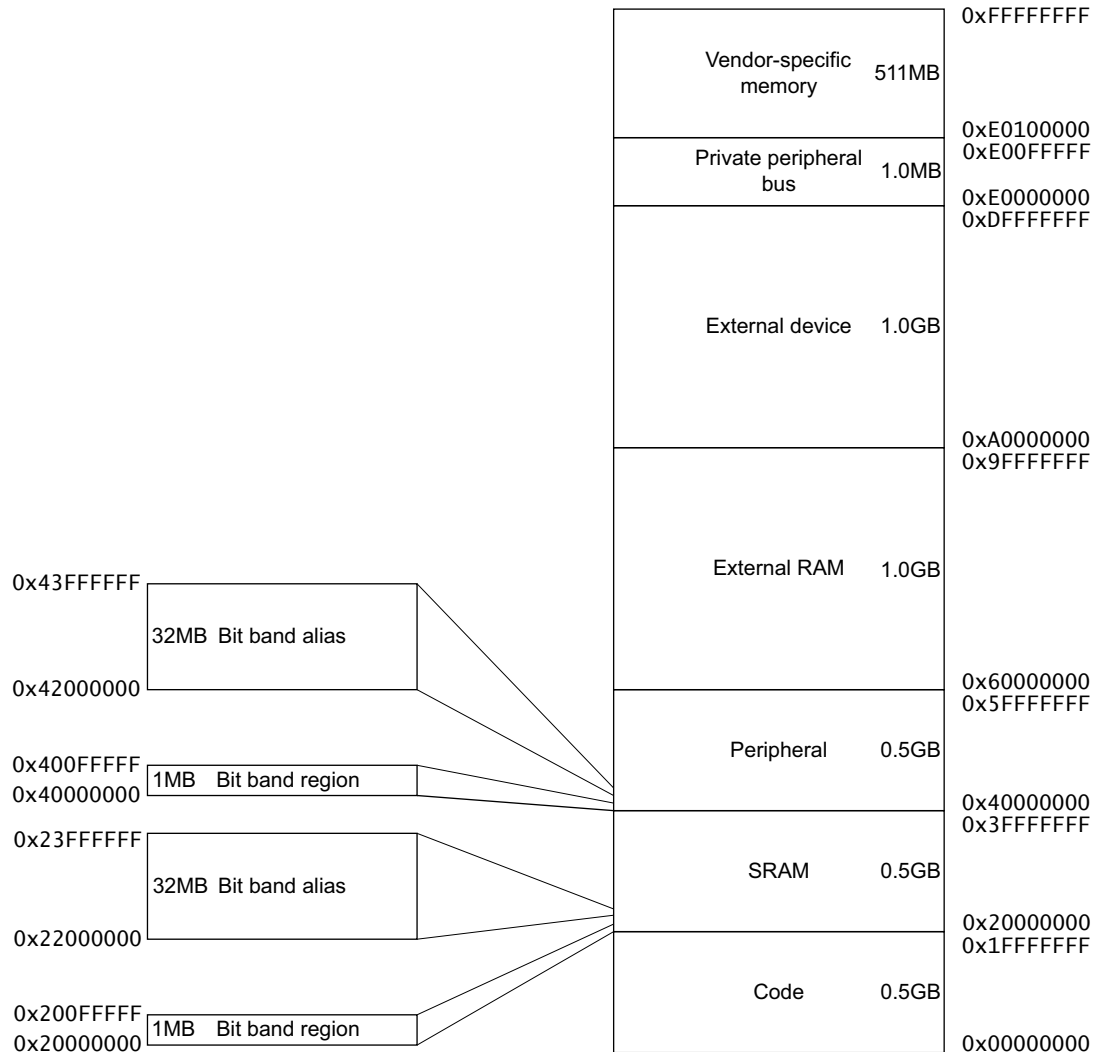 0xFFFFFFFF
Vendor-specific
memory
511MB
0xE0100000
0xE00FFFFF
Private peripheral
bus
1.0MB
0xE0000000
0xDFFFFFFF
External device
1.0GB
0xA0000000
0x9FFFFFFF
External RAM
1.0GB
0x60000000
0x5FFFFFFF
Peripheral
0.5GB
0x40000000
0x3FFFFFFF
SRAM
0.5GB
0x20000000
0x1FFFFFFF
Code
0.5GB
0x00000000
0x43FFFFFF
32MB Bit band alias
0x42000000
0x400FFFFF
1MB Bit band region
0x40000000
0x23FFFFFF
32MB Bit band alias
0x22000000
0x200FFFFF
1MB Bit band region
0x20000000